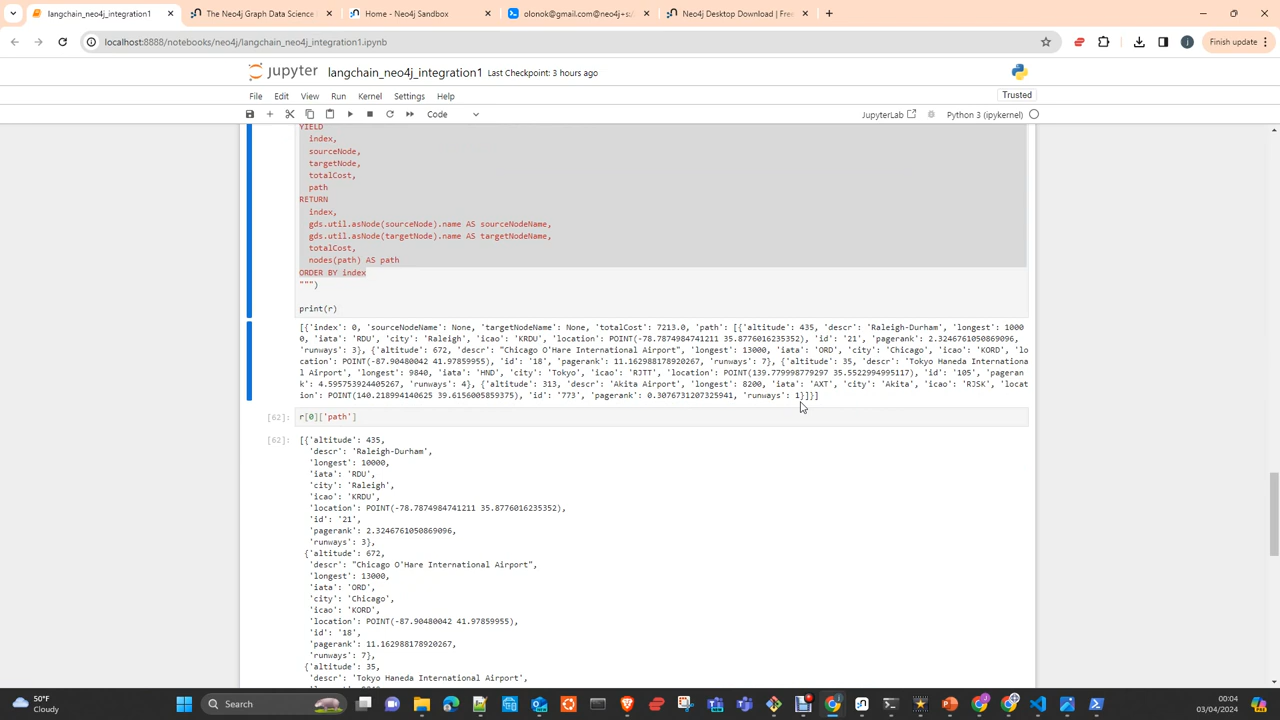 langchain_neo4j_integration1
The Neo4j Graph Data Science
Home - Neo4j Sandbox
olonok@gmail.com@neo4j+s:/
Neo4j Desktop Download | Free
localhost:8888/notebooks/neo4j/langchain_neo4j_integration1.ipynb
Finish update
jupyter langchain_neo4j_integration1 Last Checkpoint: 3 hours ago
File Edit View Run Kernel Settings Help
Trusted
Code
JupyterLab
Python 3 (ipykernel)
YIELD
index,
sourceNode,
targetNode,
totalCost,
path
RETURN
index,
gds.util.asNode(sourceNode).name AS sourceNodeName,
gds.util.asNode(targetNode).name AS targetNodeName,
totalCost,
nodes(path) AS path
ORDER BY index
""")
print(r)
[{'index': 0, 'sourceNodeName': None, 'targetNodeName': None, 'totalCost': 7213.0, 'path': [{'altitude': 435, 'descr': 'Raleigh-Durham', 'longest': 1000
0, 'iata': 'RDU', 'city': 'Raleigh', 'icao': 'KRDU', 'location': POINT(-78.7874984741211 35.8776016235352), 'id': '21', 'pagerank': 2.3246761050869096,
'runways': 3}, {'altitude': 672, 'descr': "Chicago O'Hare International Airport", 'longest': 13000, 'iata': 'ORD', 'city': 'Chicago', 'icao': 'KORD', 'lo
cation': POINT(-87.90480042 41.97859955), 'id': '18', 'pagerank': 11.162988178920267, 'runways': 7}, {'altitude': 35, 'descr': 'Tokyo Haneda Internationa
l Airport', 'longest': 9840, 'iata': 'HND', 'city': 'Tokyo', 'icao': 'RJTT', 'location': POINT(139.779998779297 35.5522994995117), 'id': '105', 'pageran
k': 4.595753924405267, 'runways': 4}, {'altitude': 313, 'descr': 'Akita Airport', 'longest': 8200, 'iata': 'AXT', 'city': 'Akita', 'icao': 'RJSK', 'locat
ion': POINT(140.218994140625 39.6156005859375), 'id': '773', 'pagerank': 0.3076731207325941, 'runways': 1}]}]
[62]: r[0]['path']
[62]: [{'altitude': 435,
'descr': 'Raleigh-Durham',
'longest': 10000,
'iata': 'RDU',
'city': 'Raleigh',
'icao': 'KRDU',
'location': POINT(-78.7874984741211 35.8776016235352),
'id': '21',
'pagerank': 2.3246761050869096,
'runways': 3},
{'altitude': 672,
'descr': "Chicago O'Hare International Airport",
'longest': 13000,
'iata': 'ORD',
'city': 'Chicago',
'icao': 'KORD',
'location': POINT(-87.90480042 41.97859955),
'id': '18',
'pagerank': 11.162988178920267,
'runways': 7},
{'altitude': 35,
'descr': 'Tokyo Haneda International Airport',
50°F
Cloudy
Search
00:04
03/04/2024